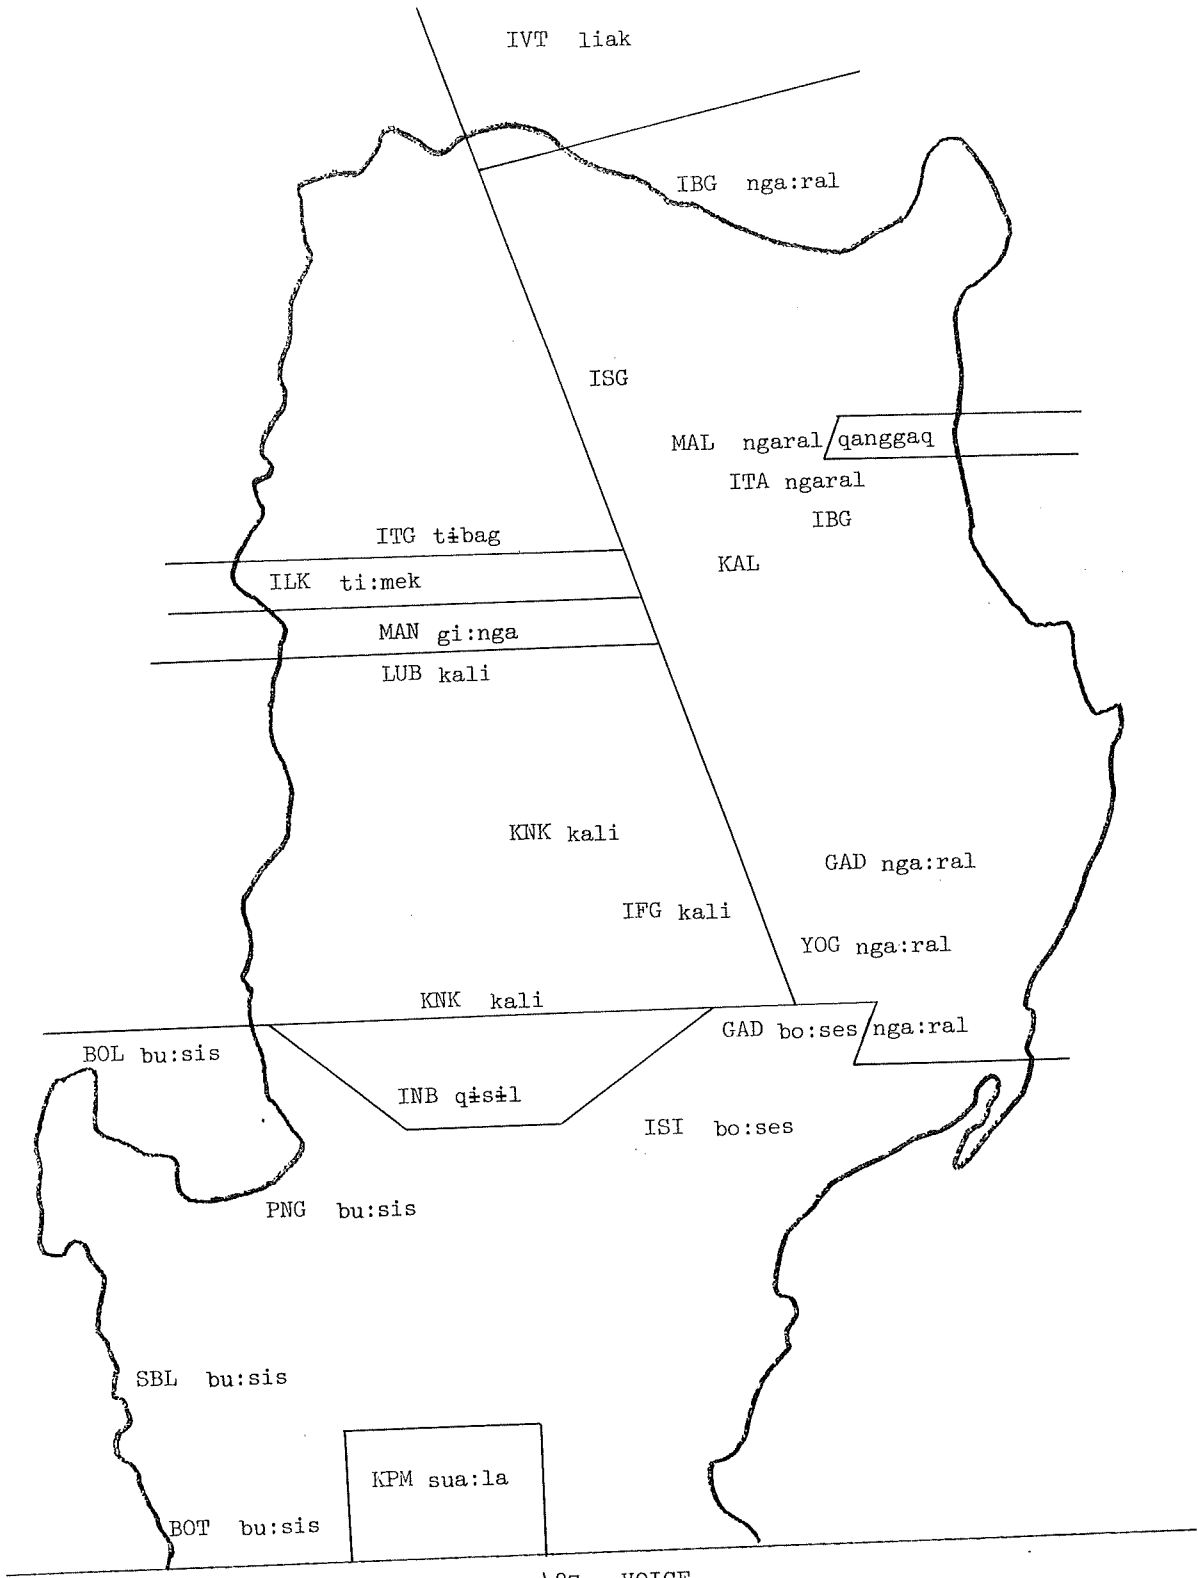 IVT liak
IBG nga:ral
ISG
MAL ngaral/qanggaq
ITA ngaral
IBG
ITG tɨbag
KAL
ILK ti:mek
MAN gi:nga
LUB kali
KNK kali
GAD nga:ral
IFG kali
YOG nga:ral
KNK kali
GAD bo:ses/nga:ral
BOL bu:sis
INB qɨsɨl
ISI bo:ses
PNG bu:sis
SBL bu:sis
KPM sua:la
BOT bu:sis
VOICE